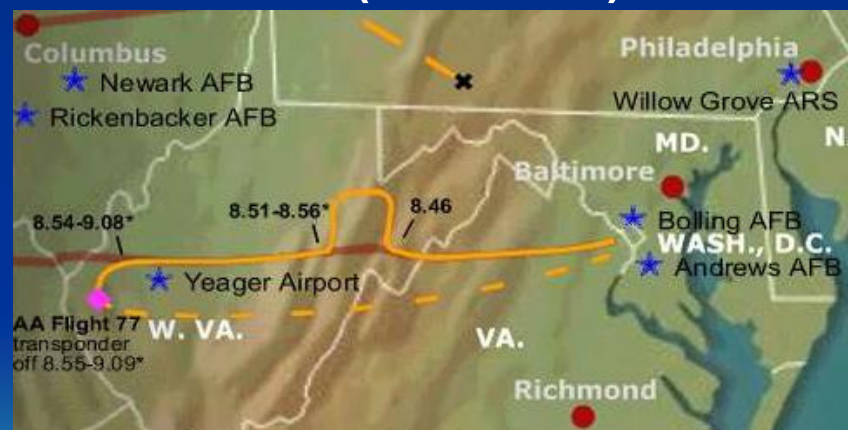 Columbus
Newark AFB
Rickenbacker AFB
Philadelphia
Willow Grove ARS
MD.
N
Baltimore
8.54-9.08*
8.51-8.56*
8.46
Bolling AFB
WASH., D.C.
Andrews AFB
Yeager Airport
AA Flight 77
transponder
off 8.55-9.09*
W. VA.
VA.
Richmond